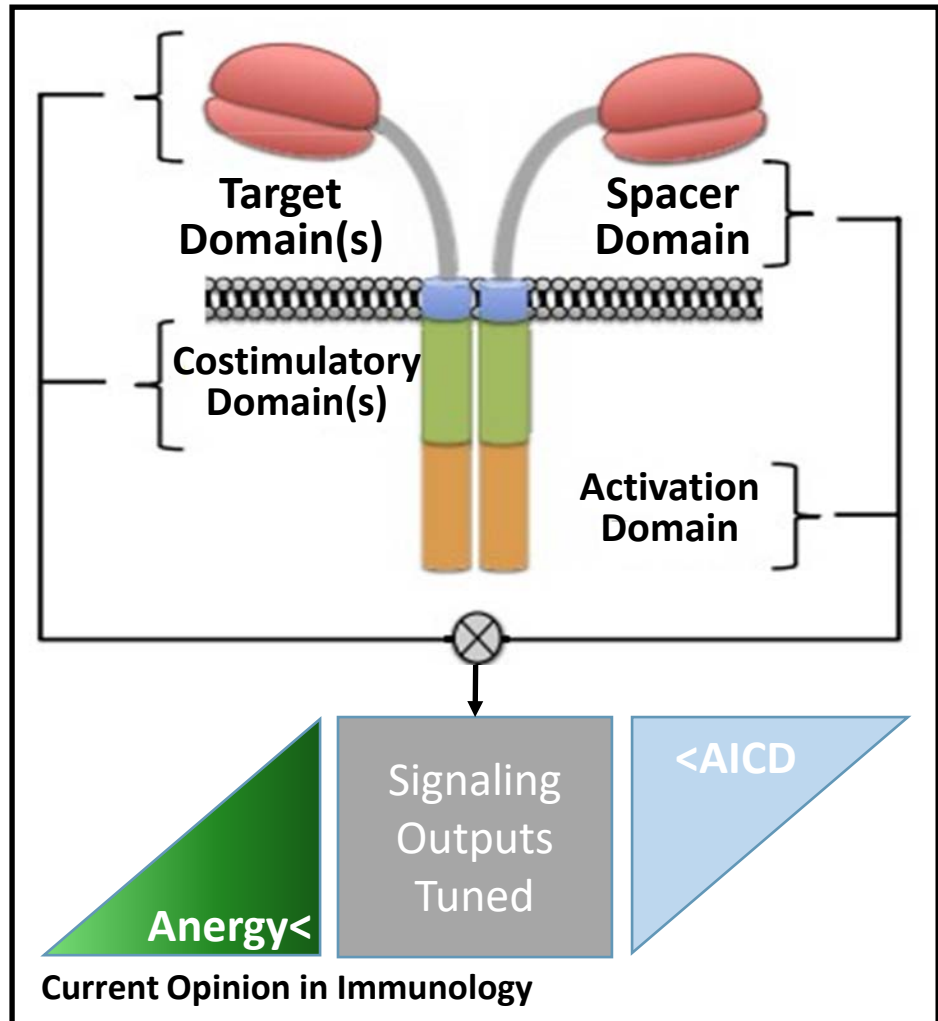 Target
Domain(s)
Spacer
Domain
Costimulatory
Domain(s)
Activation
Domain
Signaling
Outputs
Tuned
<AICD
Anergy<
Current Opinion in Immunology